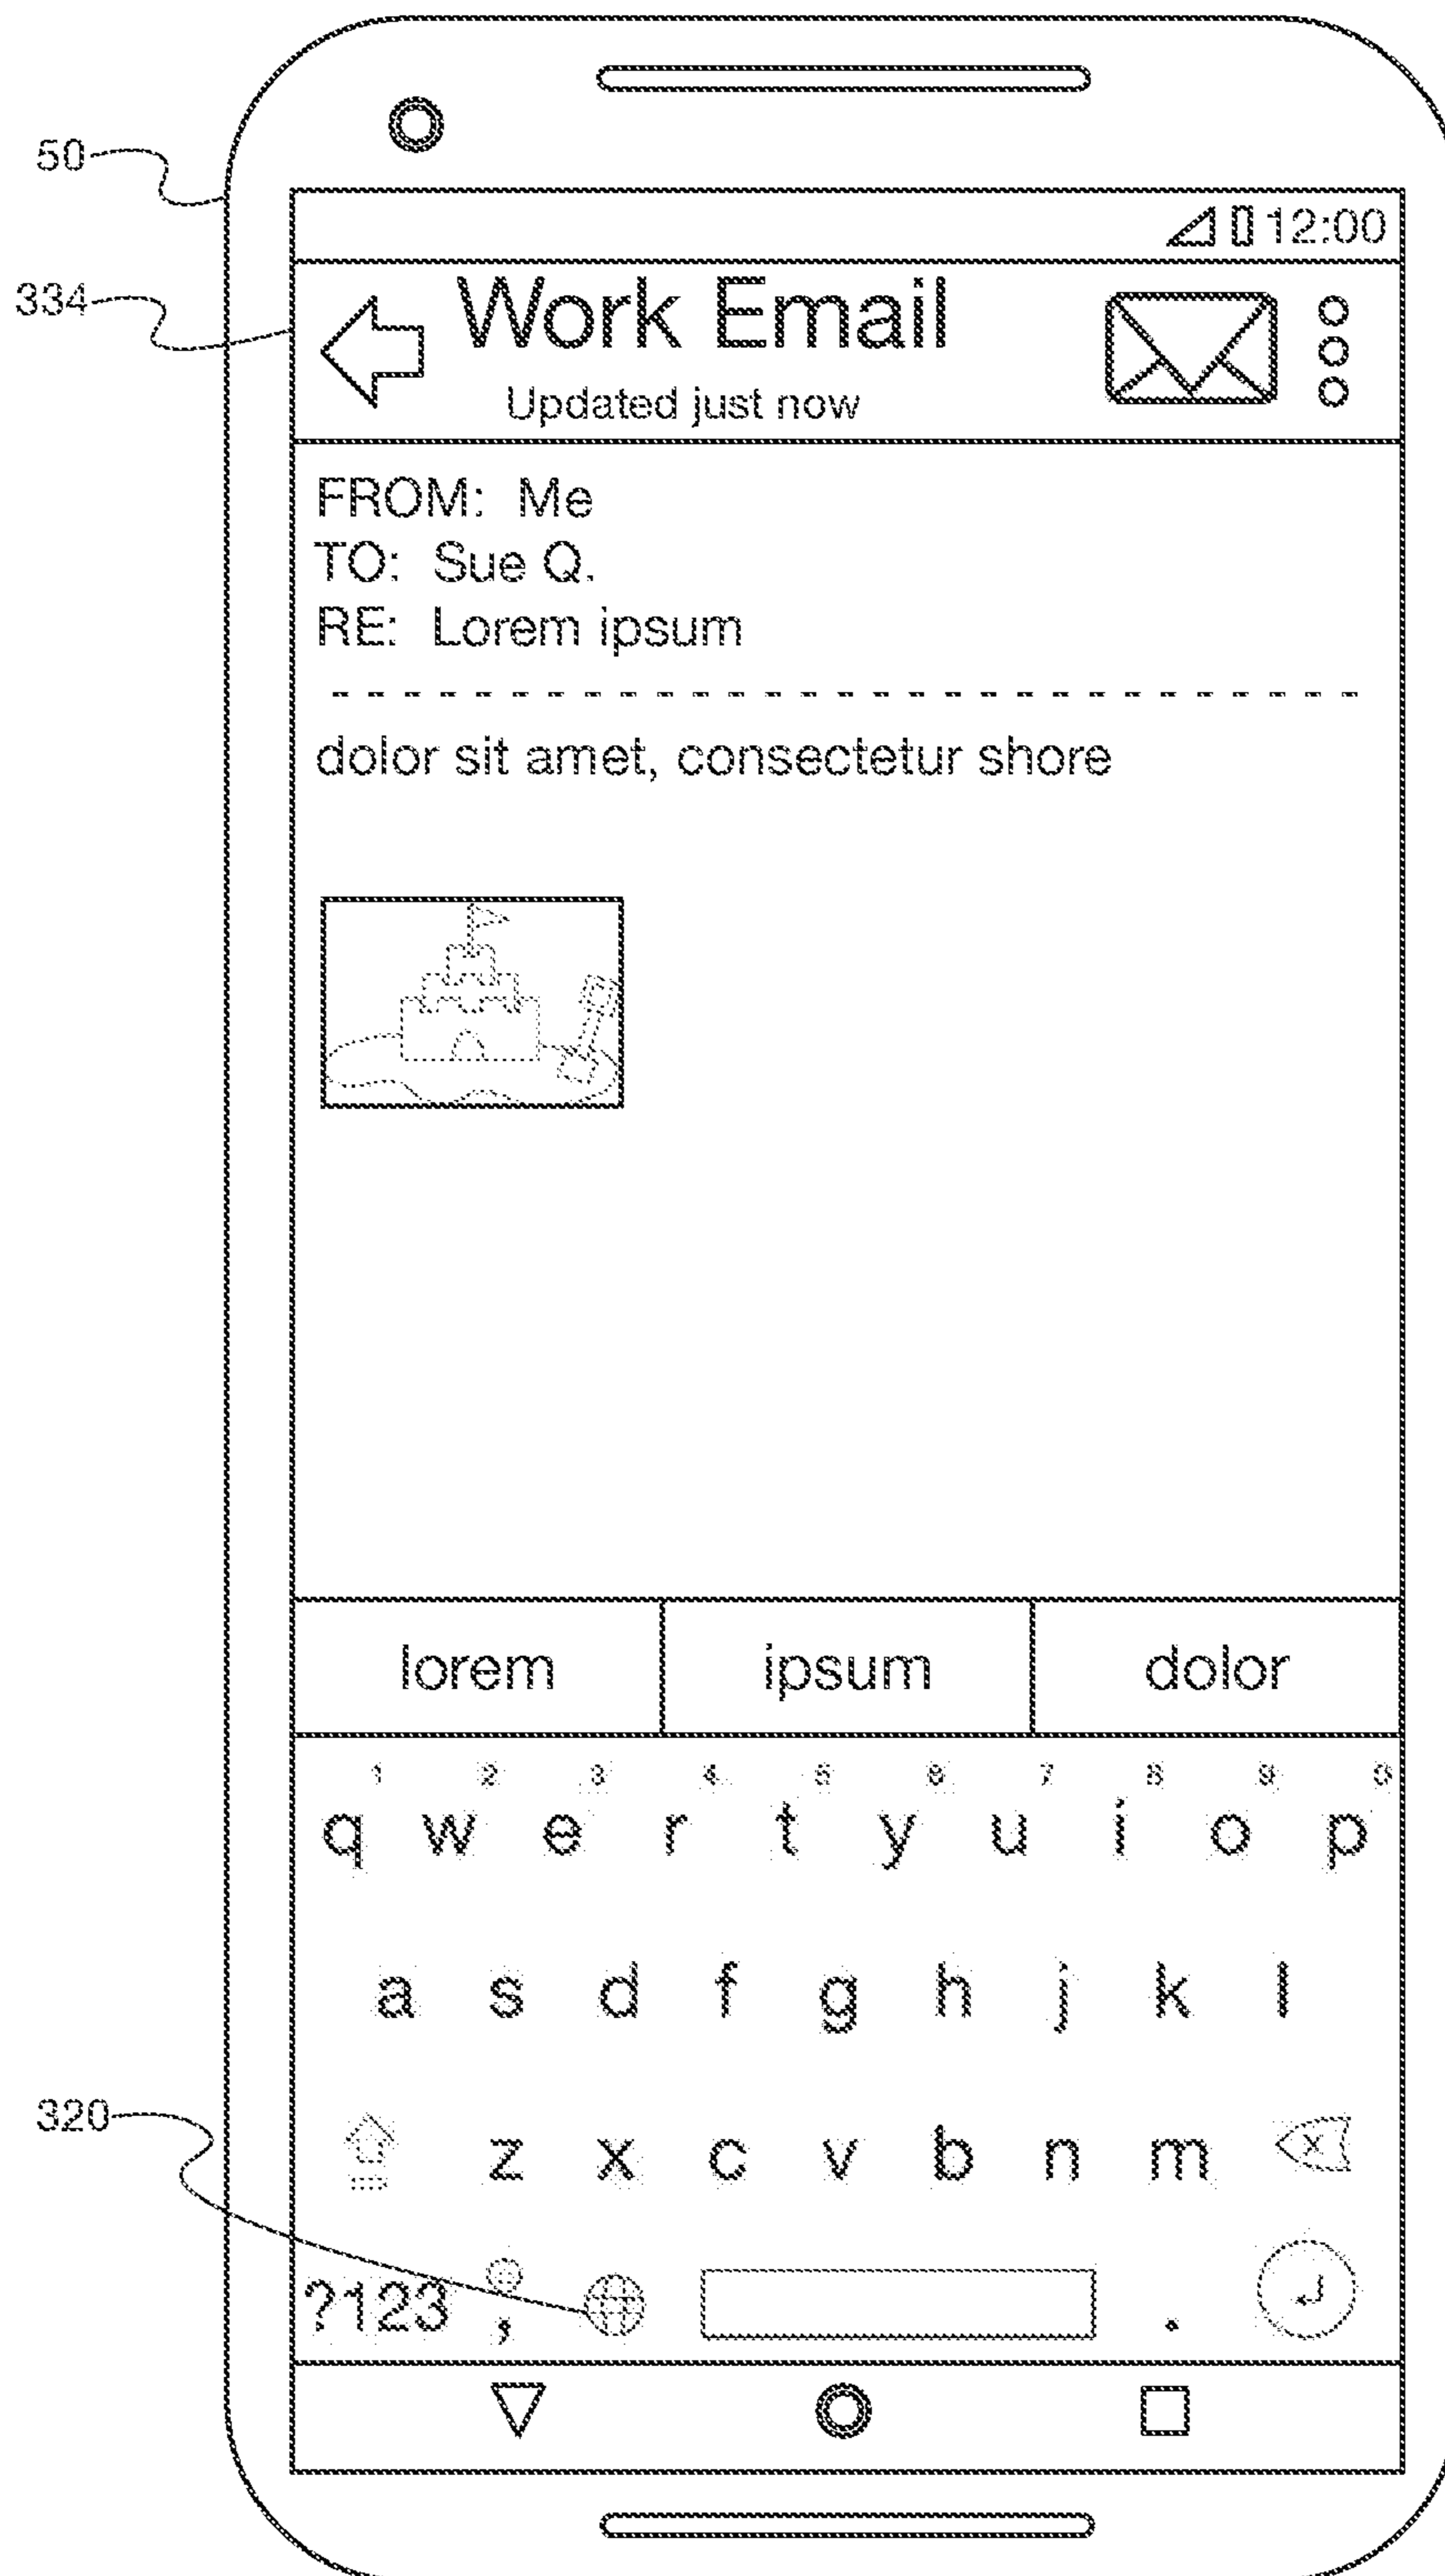 50
12:00
334
Work Email
Updated just now
FROM: Me
TO: Sue Q.
RE: Lorem ipsum
dolor sit amet, consectetur shore
lorem ipsum dolor
1 2 3 4 5 6 7 8 9 0
q w e r t y u i o p
a s d f g h j k l
320
z x c v b n m x
?123 , .